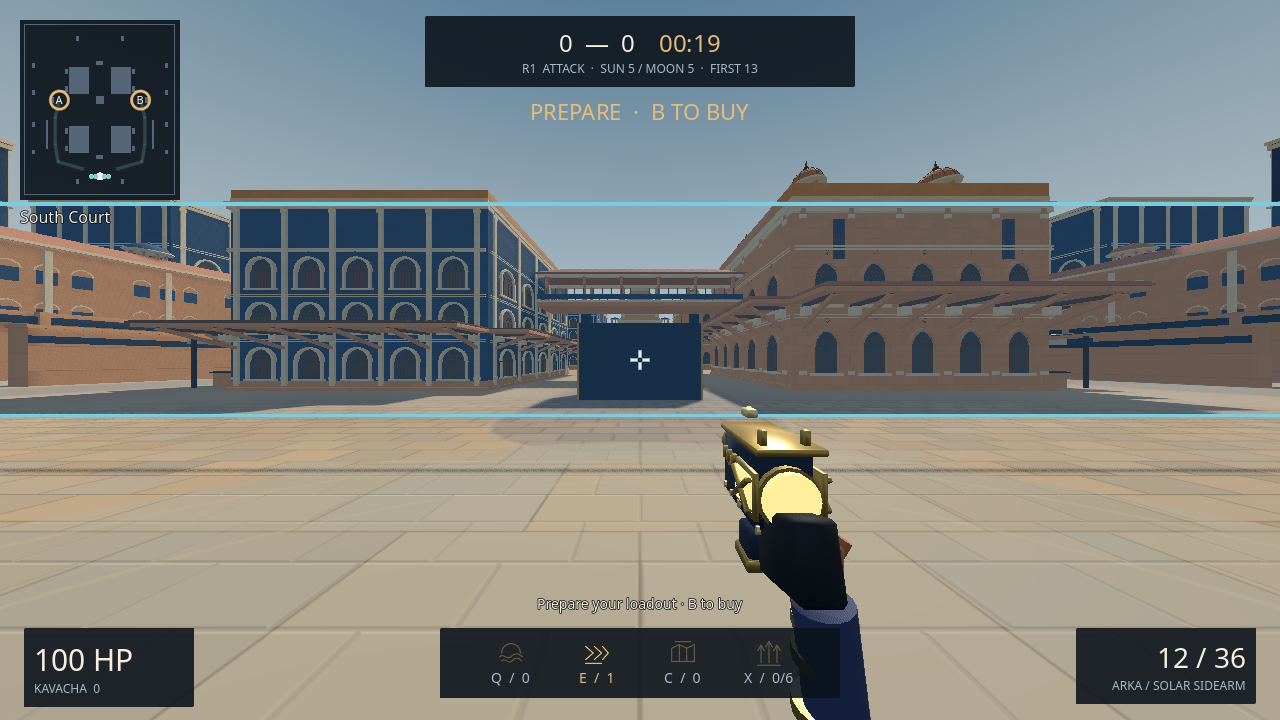 A
B
South Court
0 — 0 00:19
R1 ATTACK · SUN 5 / MOON 5 · FIRST 13
PREPARE · B TO BUY
Prepare your loadout · B to buy
100 HP
KAVACHA 0
Q / 0
E / 1
C / 0
X / 0/6
12 / 36
ARKA / SOLAR SIDEARM